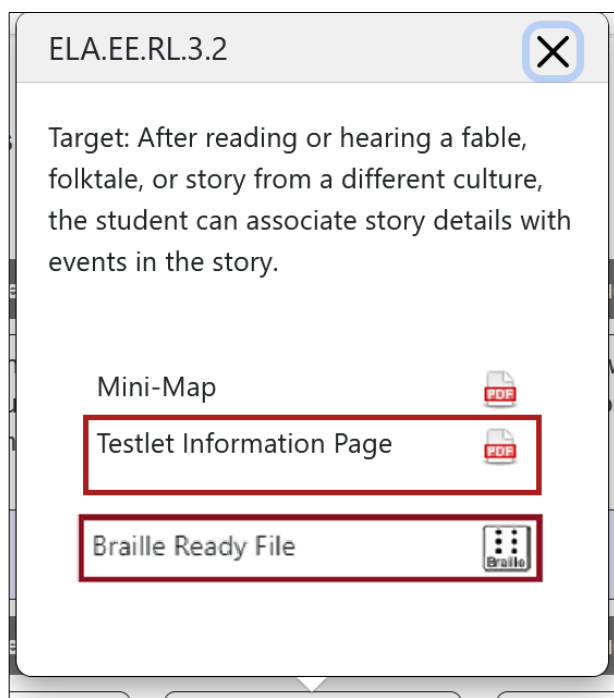 ELA.EE.RL.3.2
Target: After reading or hearing a fable,
folktale, or story from a different culture,
the student can associate story details with
events in the story.
Mini-Map
PDF
Testlet Information Page
PDF
Braille Ready File
Braille